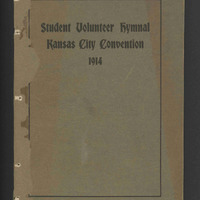 Student Volunteer Hymnal
Kansas City Convention
1914